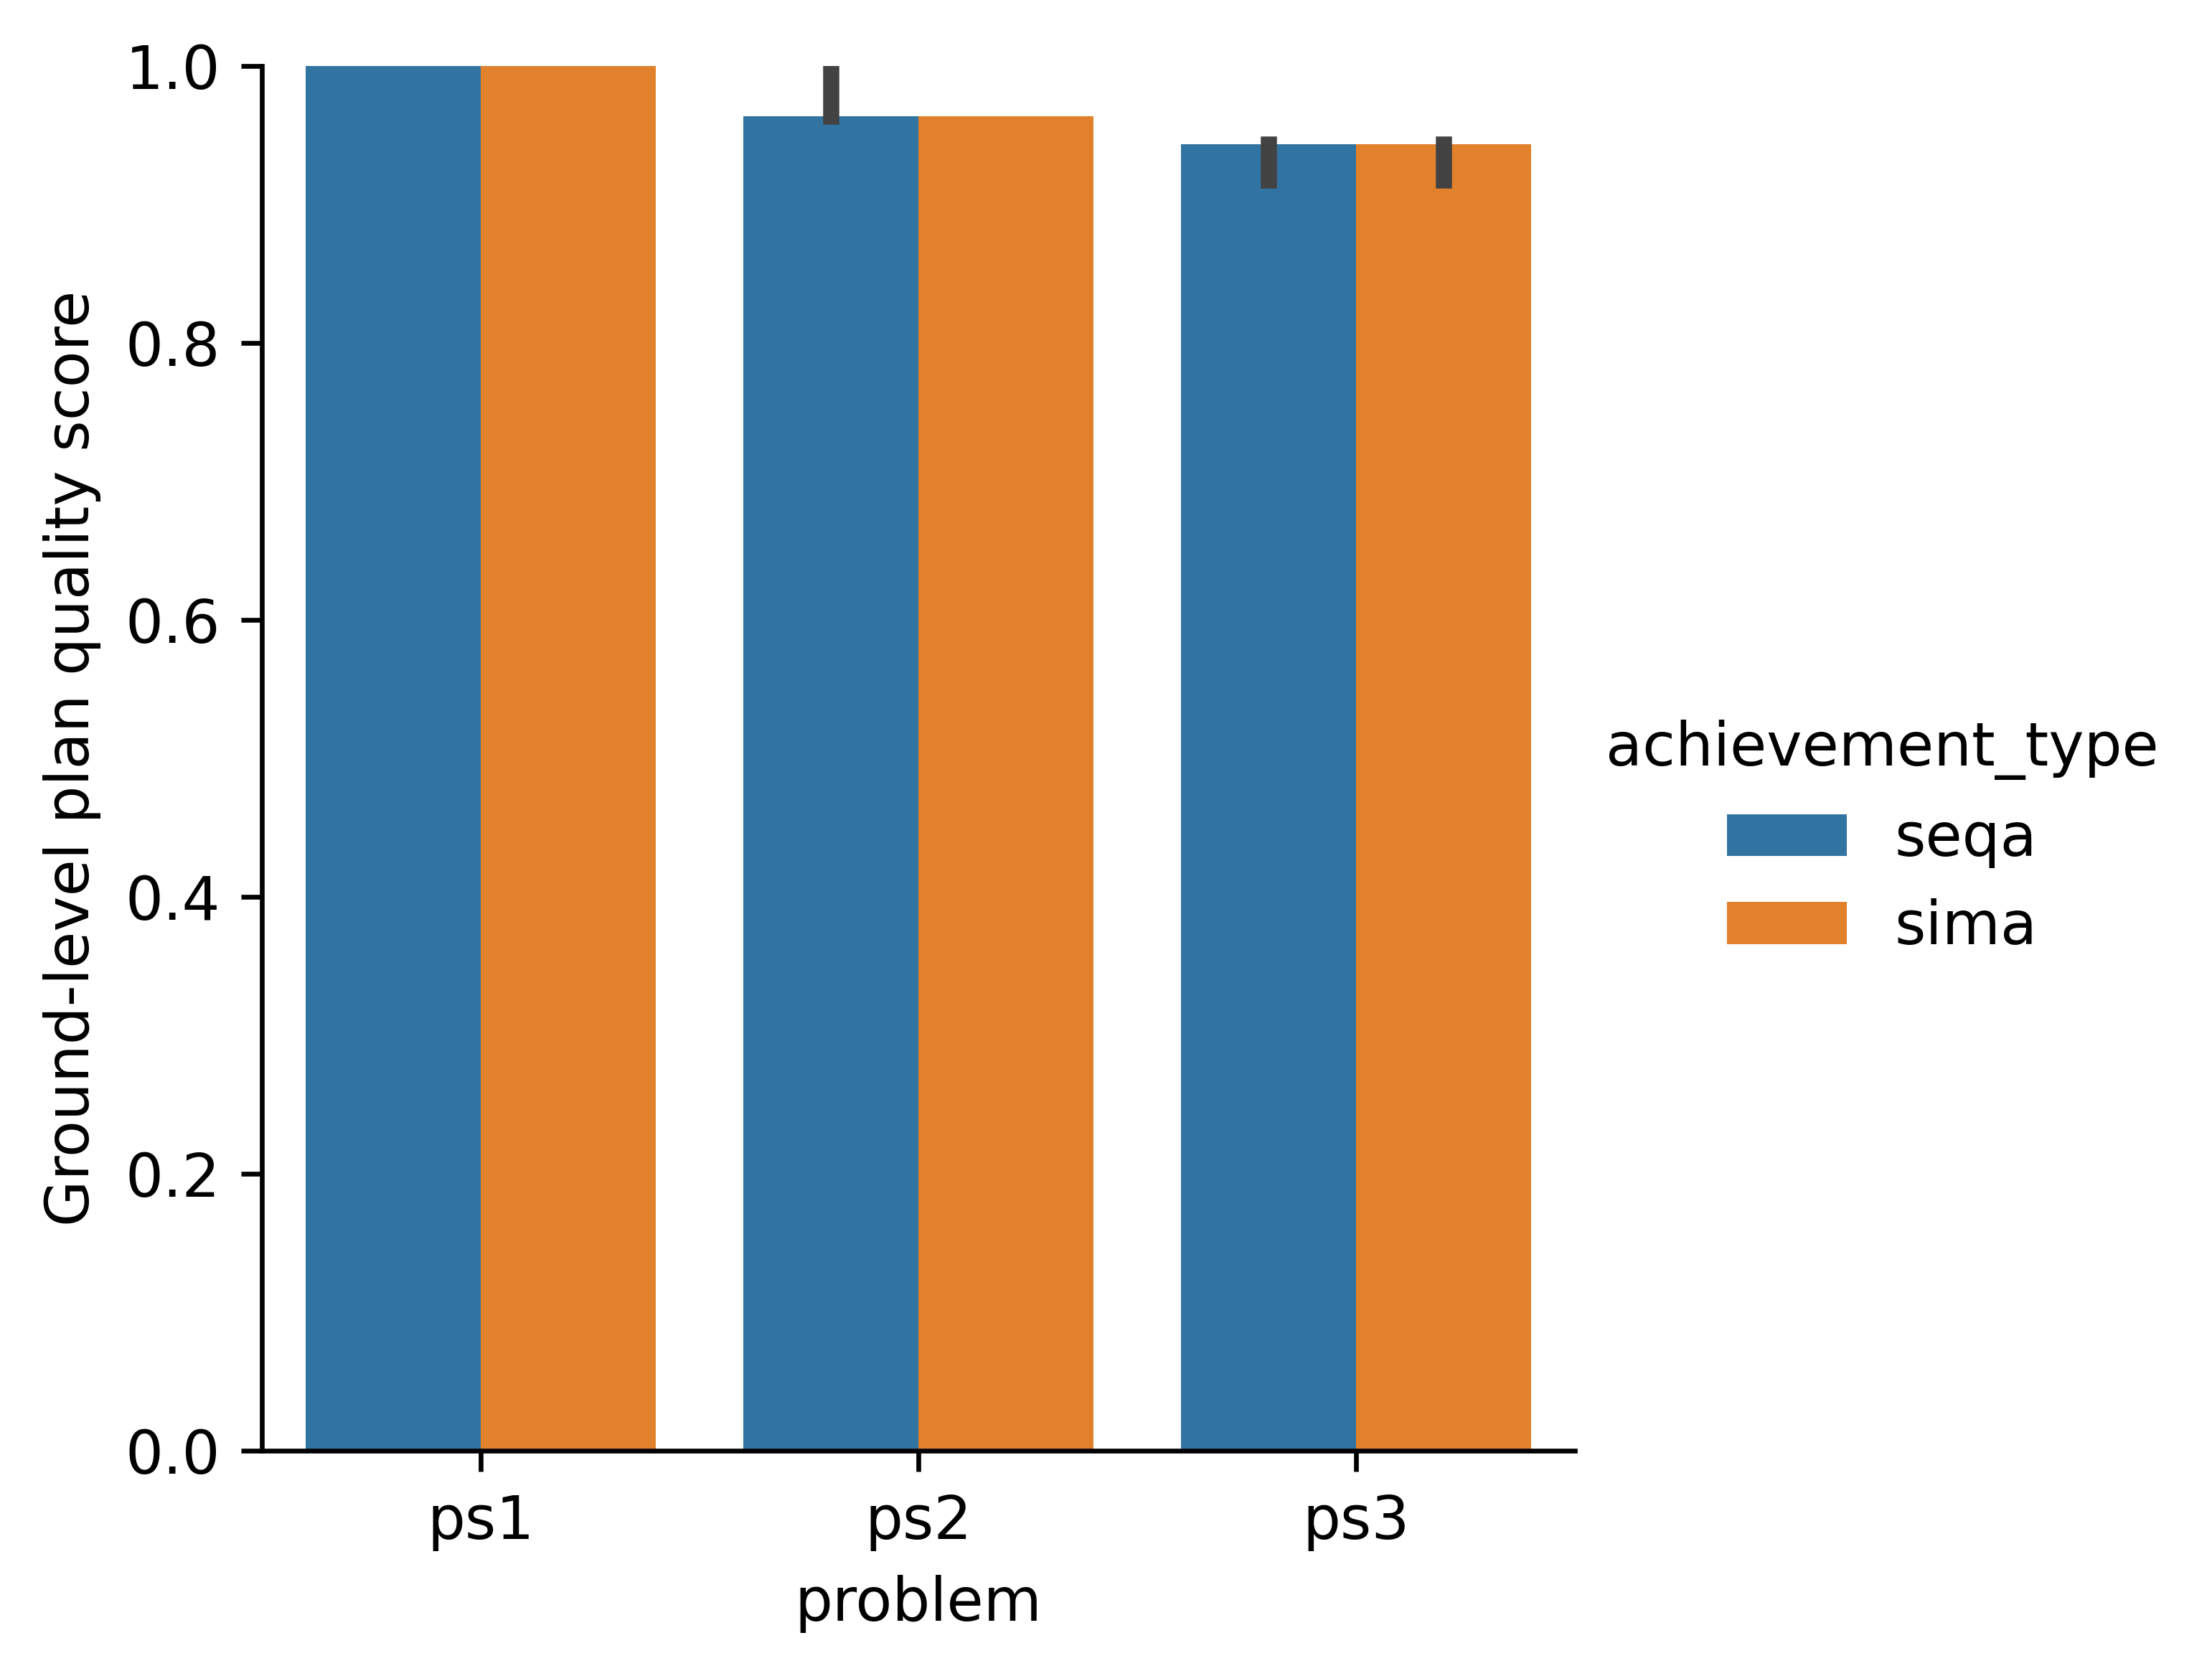 Ground-level plan quality score
1.0
0.8
0.6
0.4
0.2
0.0
ps1
ps2
ps3
problem
achievement_type
seqa
sima